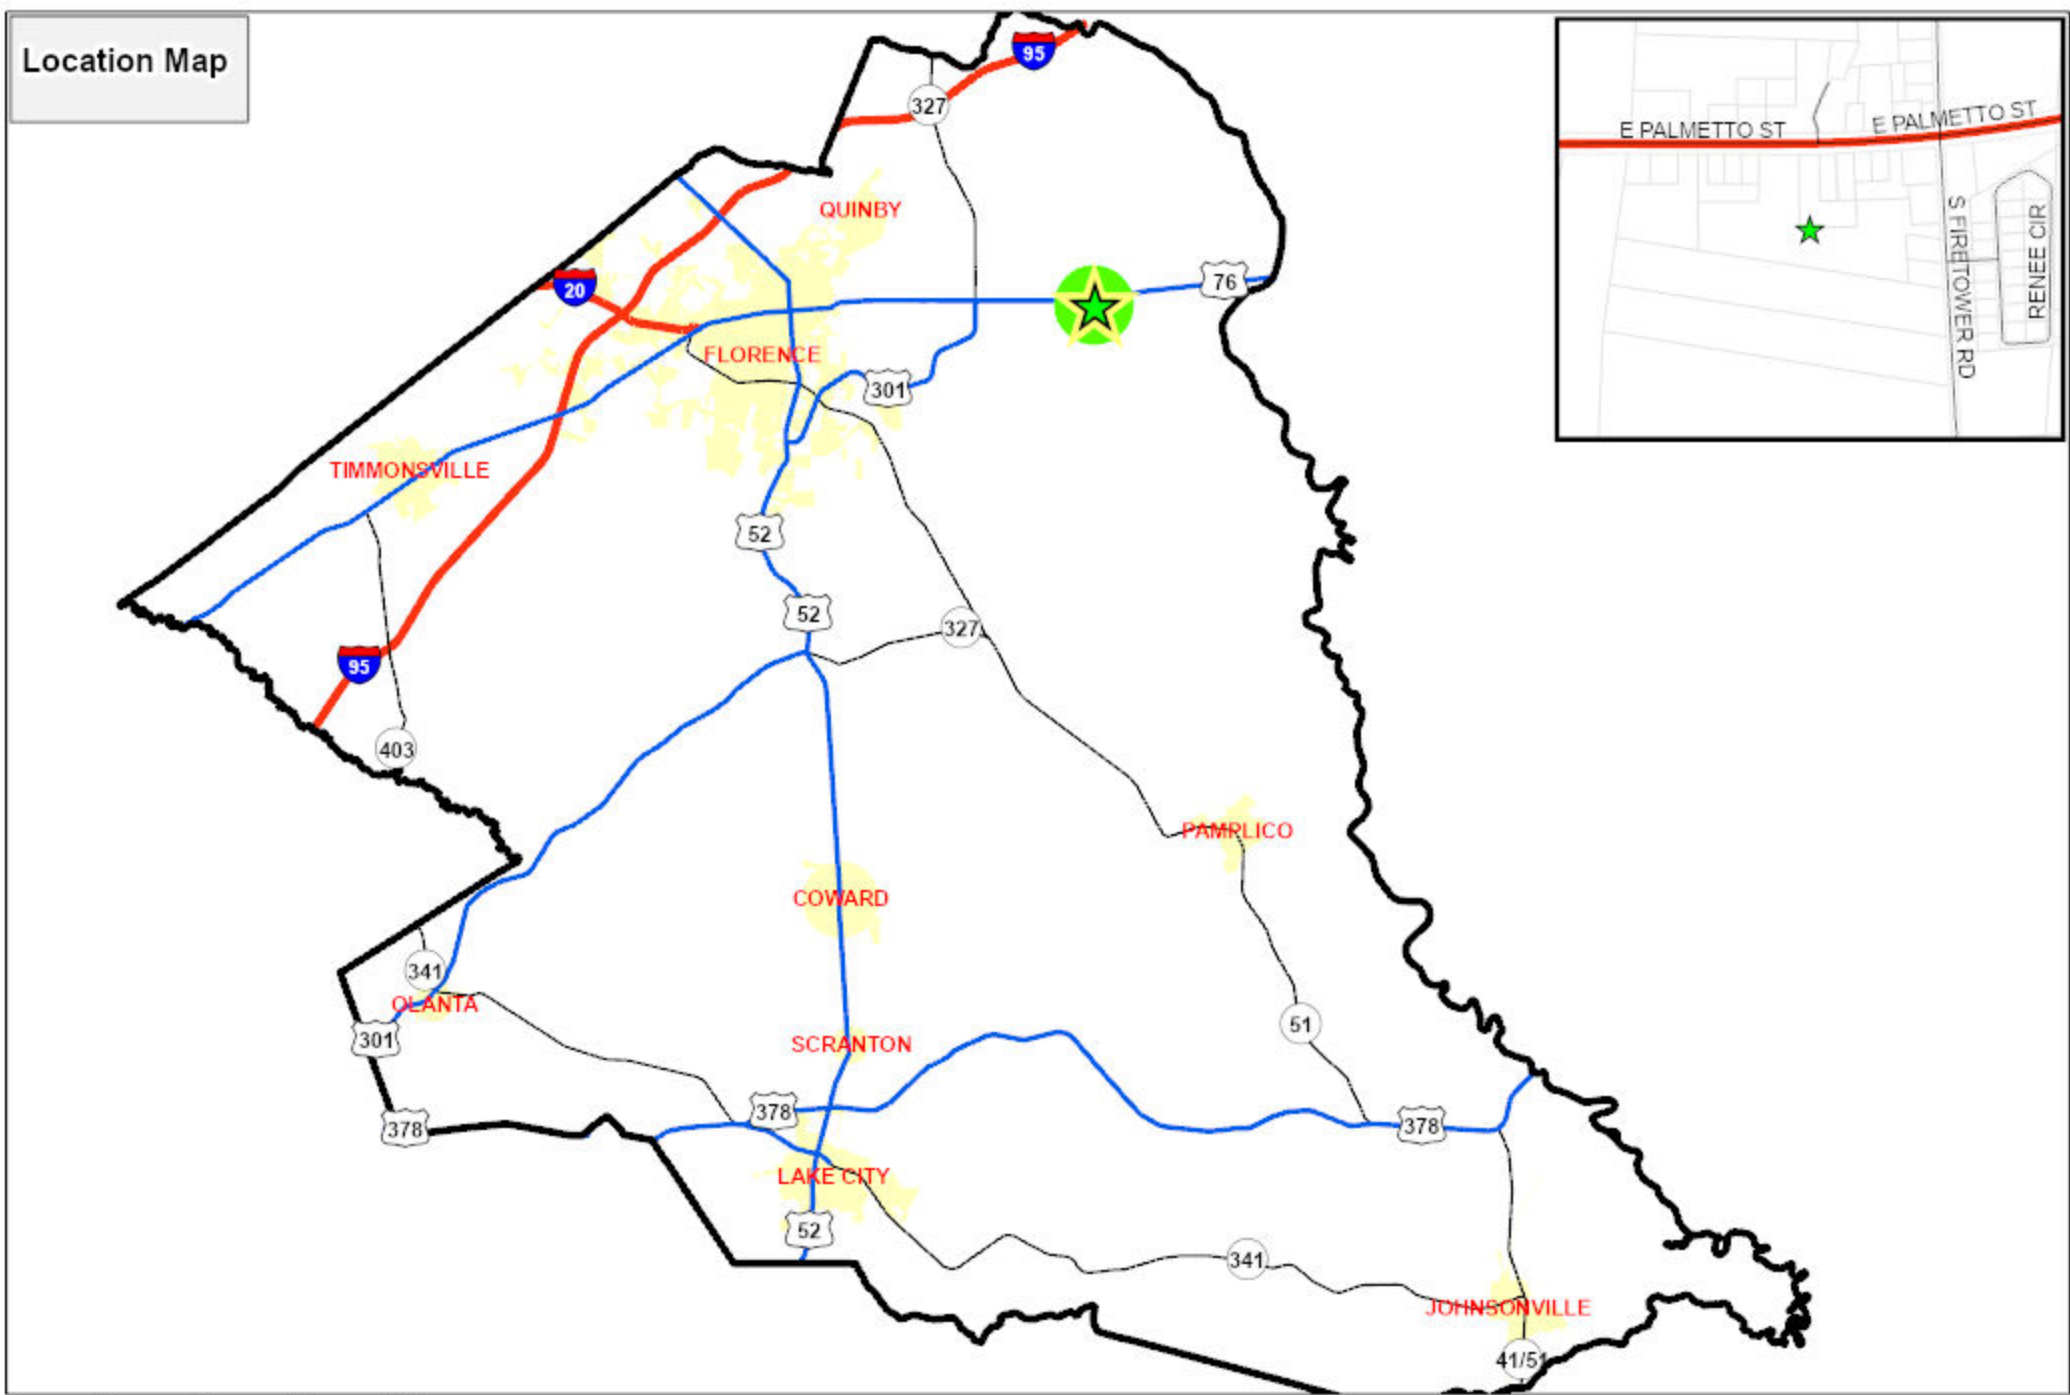 Location Map
95
327
E PALMETTO ST
E PALMETTO ST
S FIRETOWER RD
RENEE CIR
QUINBY
20
76
FLORENCE
301
TIMMONSVILLE
52
52
327
95
403
PAMPLICO
COWARD
341
OLANTA
301
51
SCRANTON
378
378
378
LAKE CITY
52
341
JOHNSONVILLE
41/51